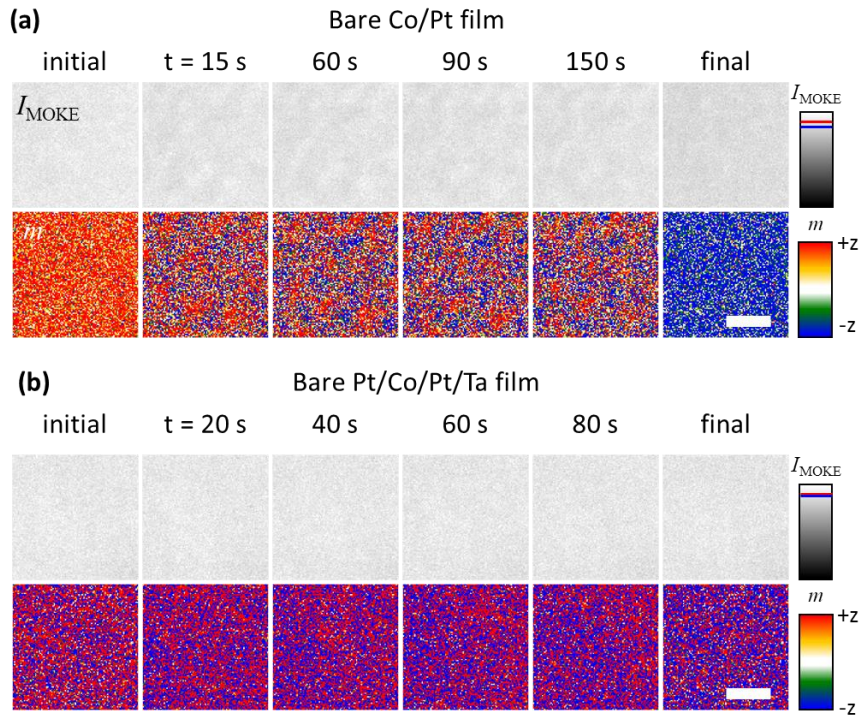 (a) Bare Co/Pt film
initial t = 15 s 60 s 90 s 150 s final
I_MOKE I_MOKE
m m
+z
-z
(b) Bare Pt/Co/Pt/Ta film
initial t = 20 s 40 s 60 s 80 s final
I_MOKE
m
+z
-z